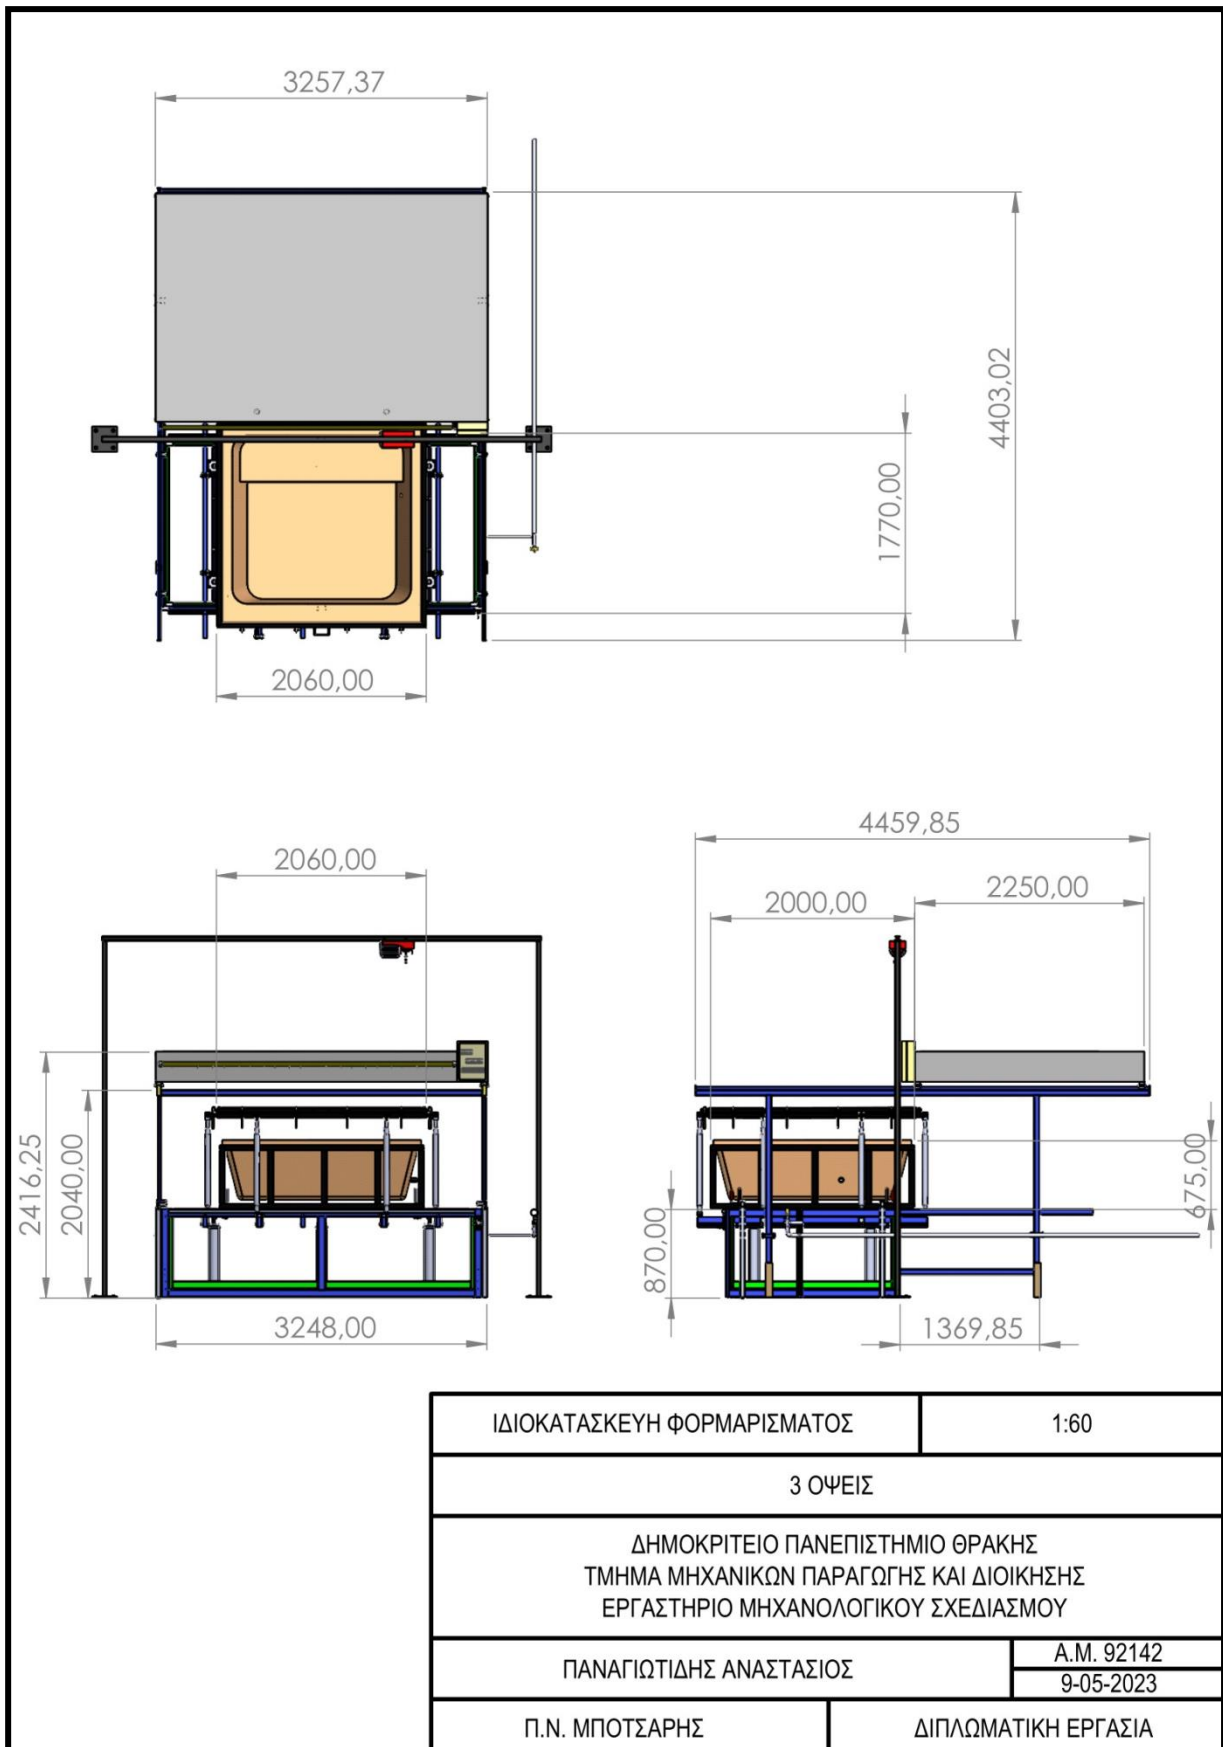 3257,37
4403,02
1770,00
2060,00
4459,85
2060,00
2000,00
2250,00
2416,25
2040,00
675,00
870,00
3248,00
1369,85
ΙΔΙΟΚΑΤΑΣΚΕΥΗ ΦΟΡΜΑΡΙΣΜΑΤΟΣ
1:60
3 ΟΨΕΙΣ
ΔΗΜΟΚΡΙΤΕΙΟ ΠΑΝΕΠΙΣΤΗΜΙΟ ΘΡΑΚΗΣ
ΤΜΗΜΑ ΜΗΧΑΝΙΚΩΝ ΠΑΡΑΓΩΓΗΣ ΚΑΙ ΔΙΟΙΚΗΣΗΣ
ΕΡΓΑΣΤΗΡΙΟ ΜΗΧΑΝΟΛΟΓΙΚΟΥ ΣΧΕΔΙΑΣΜΟΥ
ΠΑΝΑΓΙΩΤΙΔΗΣ ΑΝΑΣΤΑΣΙΟΣ
Α.Μ. 92142
9-05-2023
Π.Ν. ΜΠΟΤΣΑΡΗΣ
ΔΙΠΛΩΜΑΤΙΚΗ ΕΡΓΑΣΙΑ